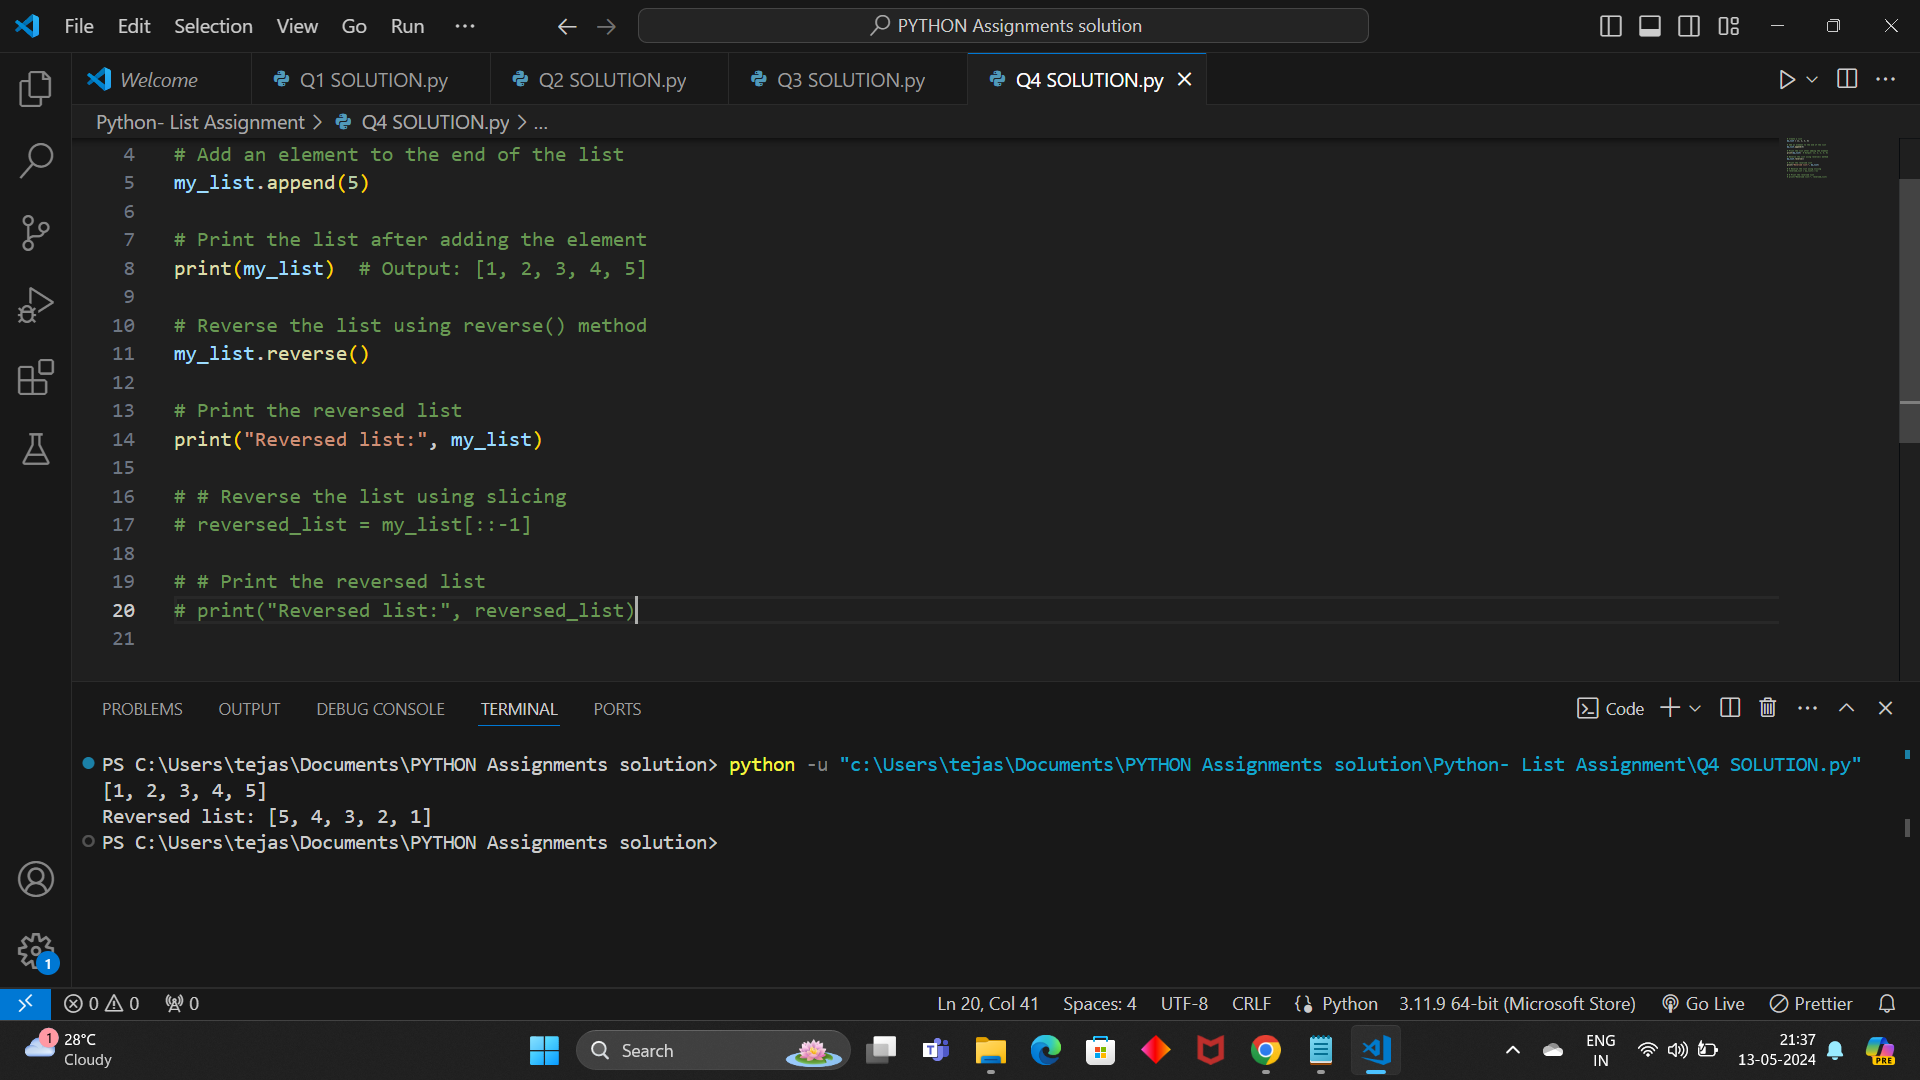 File Edit Selection View Go Run ··· PYTHON Assignments solution
Welcome Q1 SOLUTION.py Q2 SOLUTION.py Q3 SOLUTION.py Q4 SOLUTION.py
Python- List Assignment > Q4 SOLUTION.py > ...
4 # Add an element to the end of the list
5 my_list.append(5)
6
7 # Print the list after adding the element
8 print(my_list)  # Output: [1, 2, 3, 4, 5]
9
10 # Reverse the list using reverse() method
11 my_list.reverse()
12
13 # Print the reversed list
14 print("Reversed list:", my_list)
15
16 # # Reverse the list using slicing
17 # reversed_list = my_list[::-1]
18
19 # # Print the reversed list
20 # print("Reversed list:", reversed_list)
21
PROBLEMS OUTPUT DEBUG CONSOLE TERMINAL PORTS Code
PS C:\Users\tejas\Documents\PYTHON Assignments solution> python -u "c:\Users\tejas\Documents\PYTHON Assignments solution\Python- List Assignment\Q4 SOLUTION.py"
[1, 2, 3, 4, 5]
Reversed list: [5, 4, 3, 2, 1]
PS C:\Users\tejas\Documents\PYTHON Assignments solution>
1
0 0 0 Ln 20, Col 41 Spaces: 4 UTF-8 CRLF {} Python 3.11.9 64-bit (Microsoft Store) Go Live Prettier
1 28°C Search ENG 21:37
Cloudy IN 13-05-2024 PRE